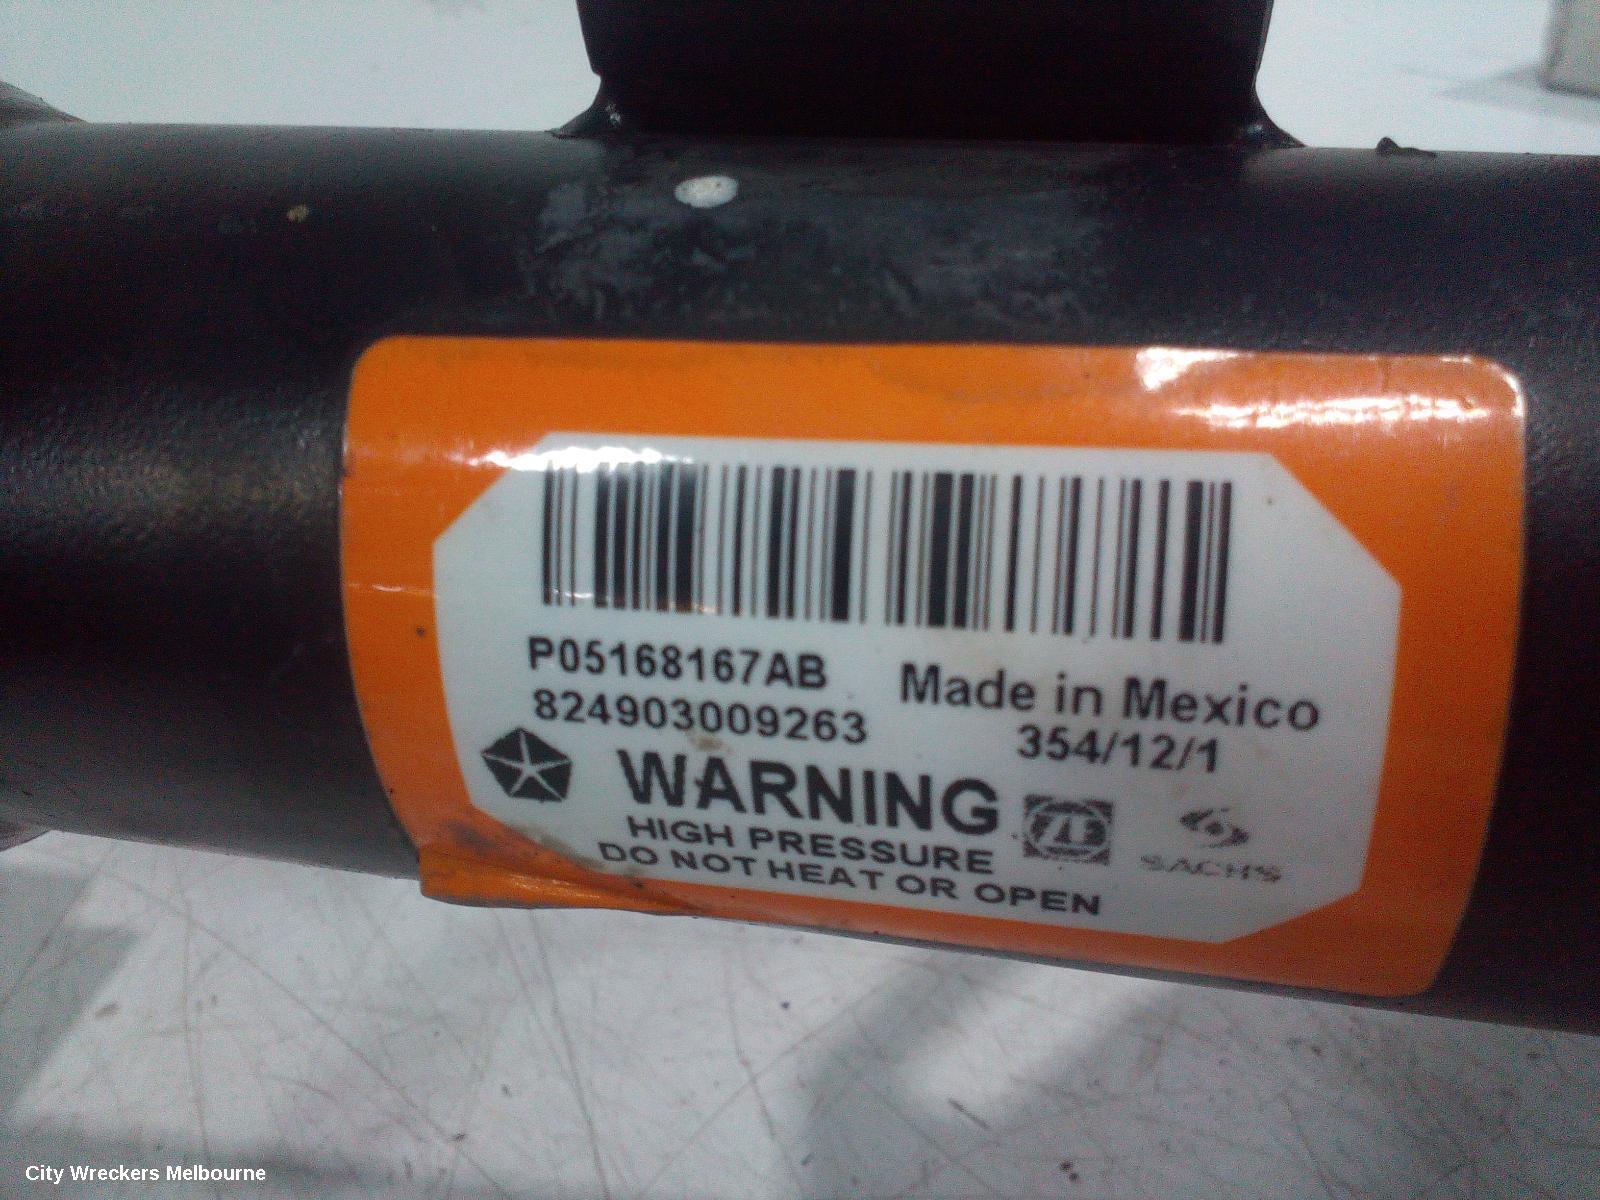 P05168167AB
824903009263
Made in Mexico
354/12/1
WARNING
HIGH PRESSURE
DO NOT HEAT OR OPEN
ZF
SACHS
City Wreckers Melbourne